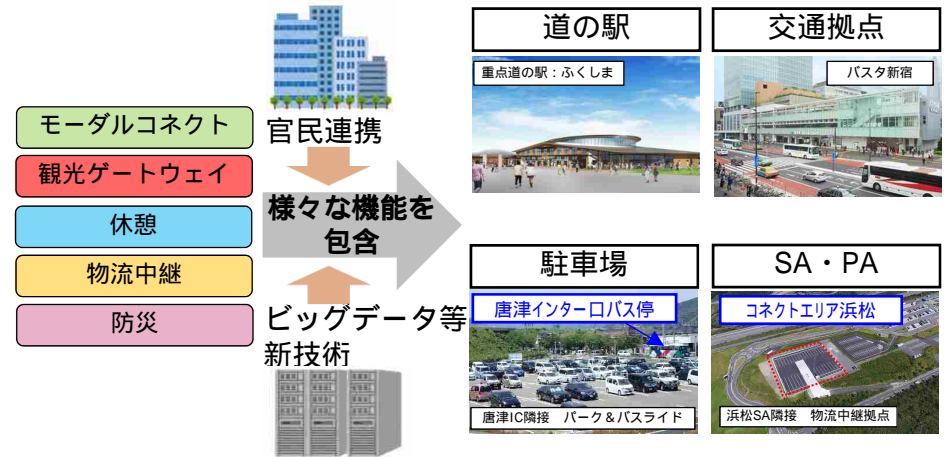 モーダルコネクト
観光ゲートウェイ
休憩
物流中継
防災
官民連携
様々な機能を
包含
ビッグデータ等
新技術
道の駅
重点道の駅：ふくしま
交通拠点
バスタ新宿
駐車場
唐津インター口バス停
唐津IC隣接　パーク＆バスライド
SA・PA
コネクトエリア浜松
浜松SA隣接　物流中継拠点